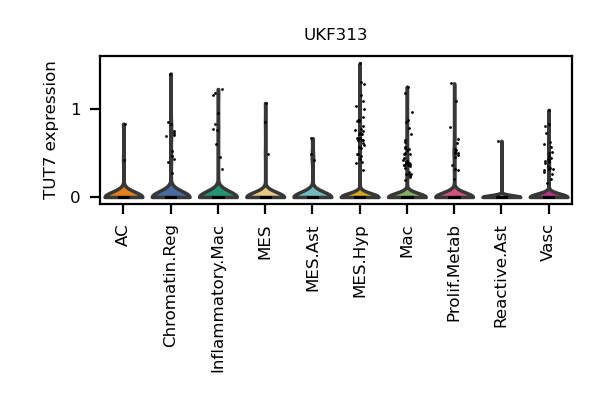 UKF313
TUT7 expression
1
0
AC
Chromatin.Reg
Inflammatory.Mac
MES
MES.Ast
MES.Hyp
Mac
Prolif.Metab
Reactive.Ast
Vasc